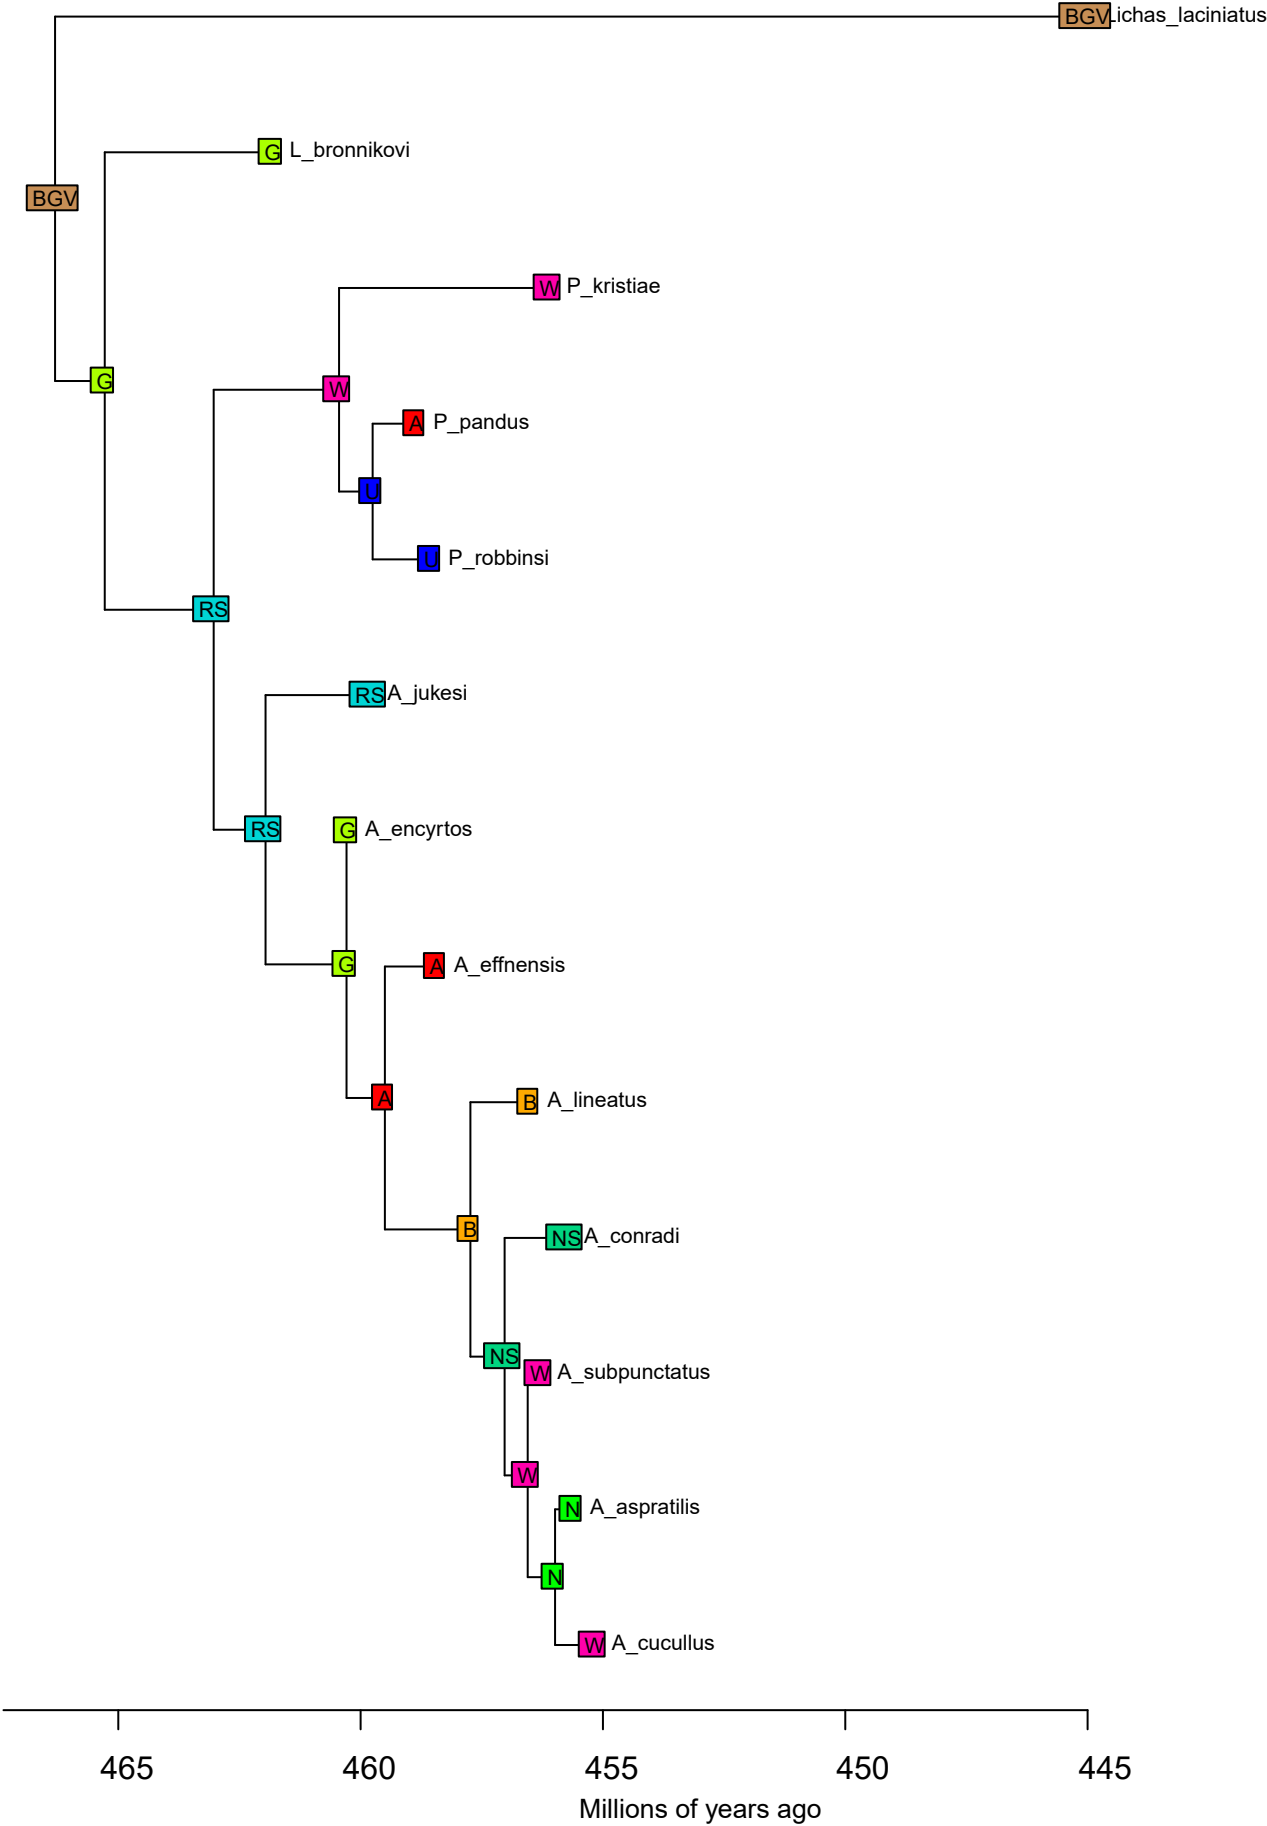 BGV Lichas_laciniatus
G L_bronnikovi
BGV
W P_kristiae
G
W
A P_pandus
U
U P_robbinsi
RS
RS A_jukesi
RS
G A_encyrtos
G
A A_effnensis
A
B A_lineatus
B
NS A_conradi
NS
W A_subpunctatus
W
N A_aspratilis
N
W A_cucullus
465 460 455 450 445
Millions of years ago